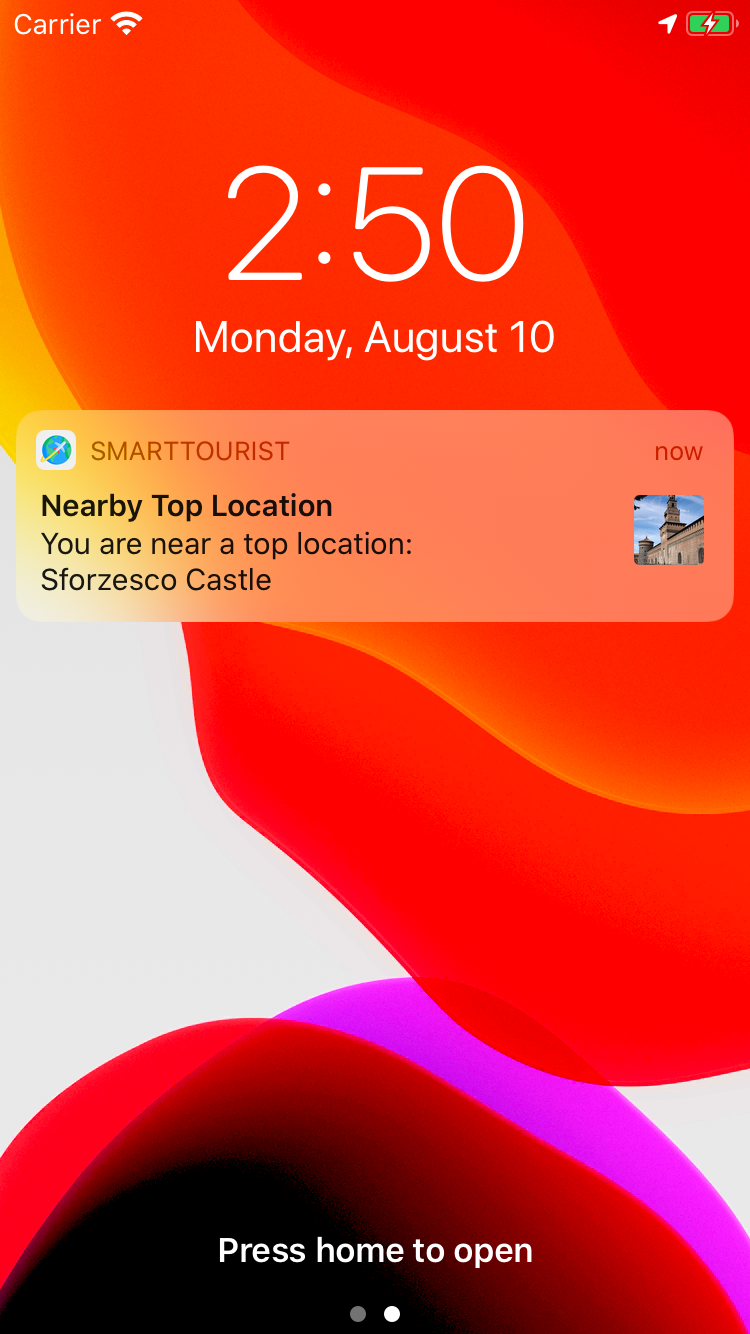 Carrier
2:50
Monday, August 10
SMARTTOURIST now
Nearby Top Location
You are near a top location:
Sforzesco Castle
Press home to open